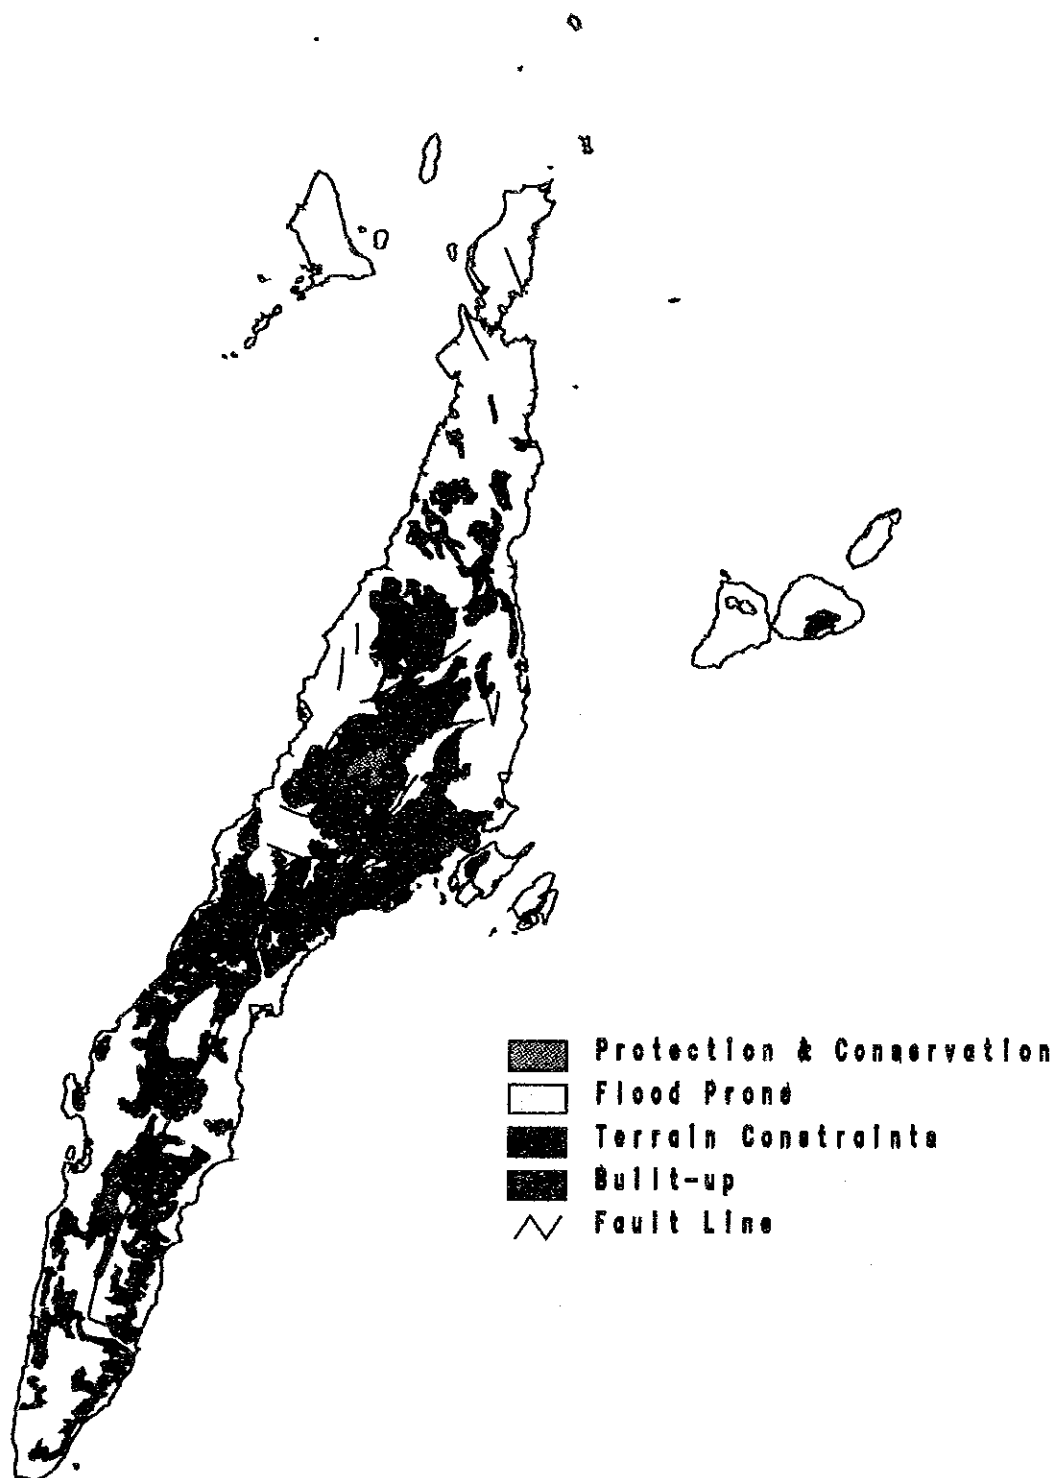 Protection & Conservation
Flood Prone
Terrain Constraints
Built-up
Fault Line